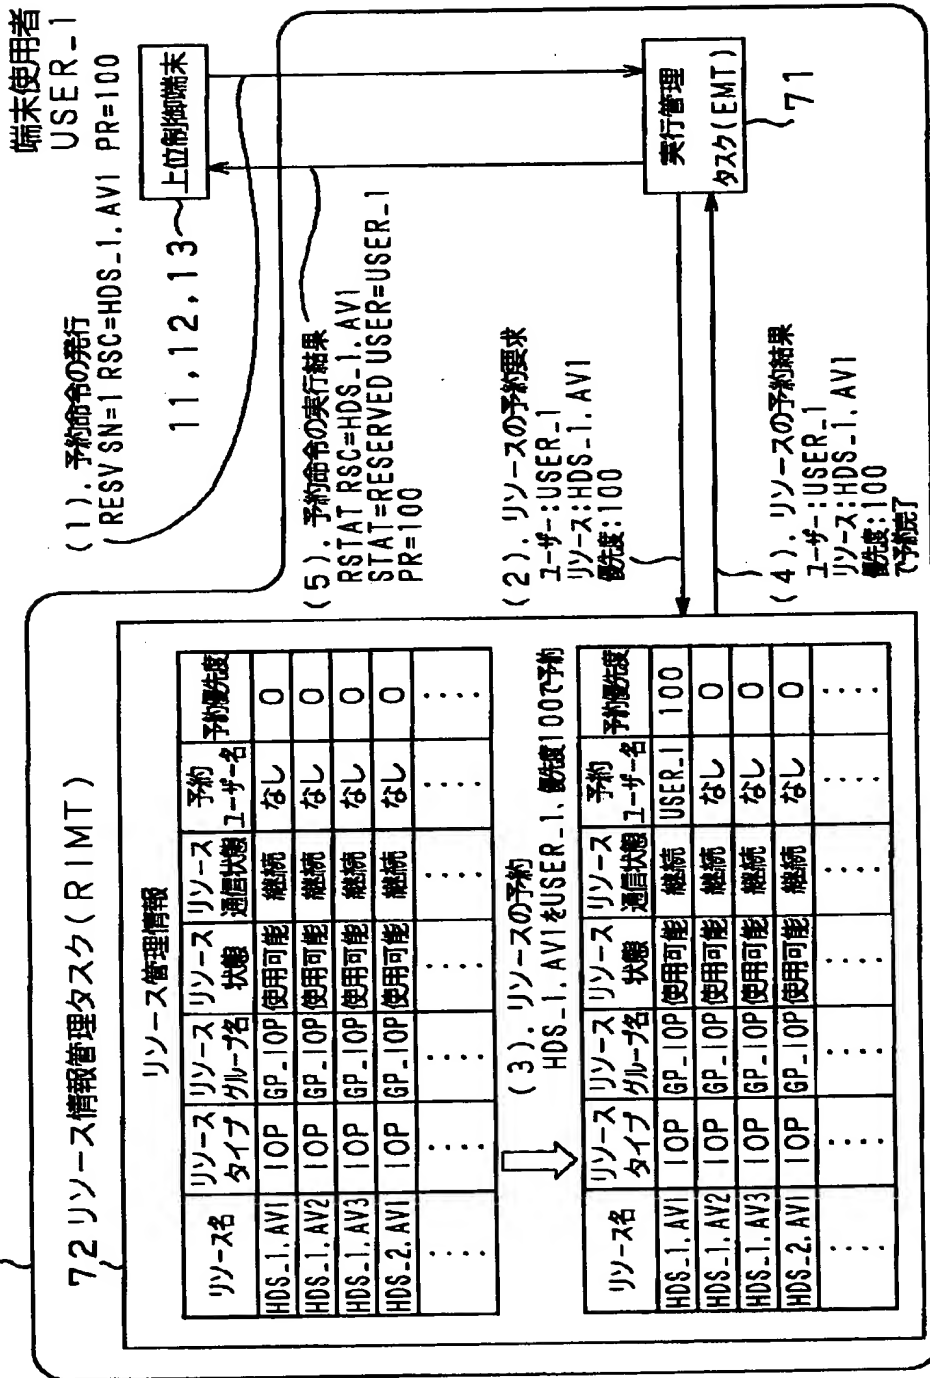 端末使用者
USER_1
(1). 予約命令の発行
RESV SN=1 RSC=HDS_1.AV1 PR=100
11,12,13
上位制御端末
(5). 予約命令の実行結果
RSTAT RSC=HDS_1.AV1
STAT=RESERVED USER=USER_1
PR=100
(2). リソースの予約要求
ユーザー:USER_1
リソース:HDS_1.AV1
優先度:100
実行管理
タスク(EMT)
71
(4). リソースの予約結果
ユーザー:USER_1
リソース:HDS_1.AV1
優先度:100
で予約完了
72 リソース情報管理タスク(RIMT)
リソース管理情報
リソース名 リソースタイプ リソースグループ名 リソース状態 リソース通信状態 予約ユーザー名 予約優先度
HDS_1.AV1 IOP GP_IOP 使用可能 継続 なし 0
HDS_1.AV2 IOP GP_IOP 使用可能 継続 なし 0
HDS_1.AV3 IOP GP_IOP 使用可能 継続 なし 0
HDS_2.AV1 IOP GP_IOP 使用可能 継続 なし 0
.... .... .... .... .... .... ....
(3). リソースの予約
HDS_1.AV1をUSER_1、優先度100で予約
リソース名 リソースタイプ リソースグループ名 リソース状態 リソース通信状態 予約ユーザー名 予約優先度
HDS_1.AV1 IOP GP_IOP 使用可能 継続 USER_1 100
HDS_1.AV2 IOP GP_IOP 使用可能 継続 なし 0
HDS_1.AV3 IOP GP_IOP 使用可能 継続 なし 0
HDS_2.AV1 IOP GP_IOP 使用可能 継続 なし 0
.... .... .... .... .... .... ....